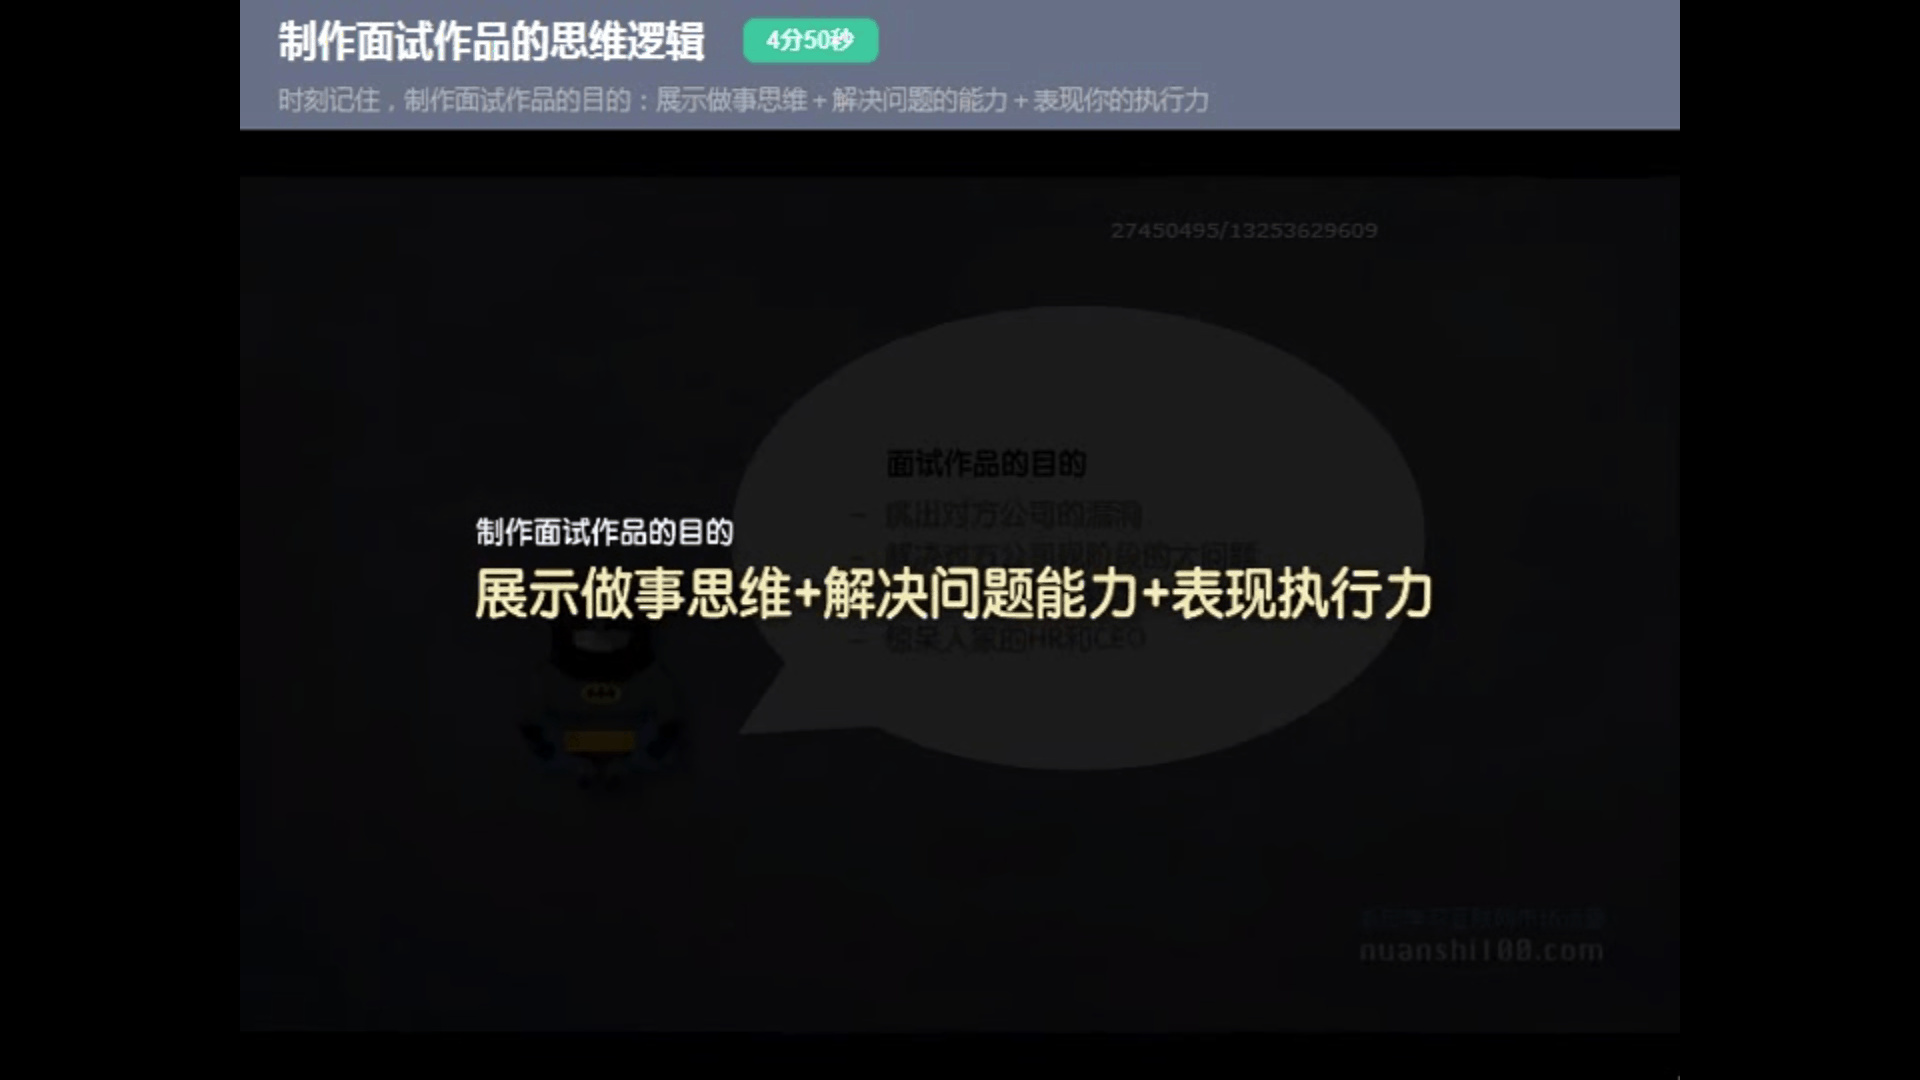 制作面试作品的思维逻辑
4分50秒
时刻记住，制作面试作品的目的：展示做事思维+解决问题的能力+表现你的执行力
27450495/13253629609
面试作品的目的
- 挑出对方公司的漏洞
制作面试作品的目的
- 解决对方公司现阶段的大问题
展示做事思维+解决问题能力+表现执行力
- 惊呆人家的HR和CEO
nuanshi100.com